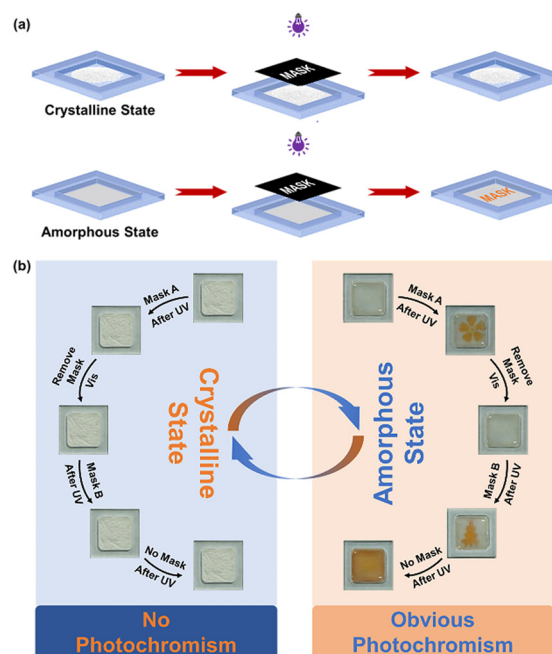 (a)
MASK
Crystalline State
MASK
MASK
Amorphous State
(b)
Mask A
After UV
Remove
Mask
Vis
Mask B
After UV
No Mask
After UV
Crystalline
State
No
Photochromism
Mask A
After UV
Remove
Mask
Vis
Mask B
After UV
No Mask
After UV
Amorphous
State
Obvious
Photochromism